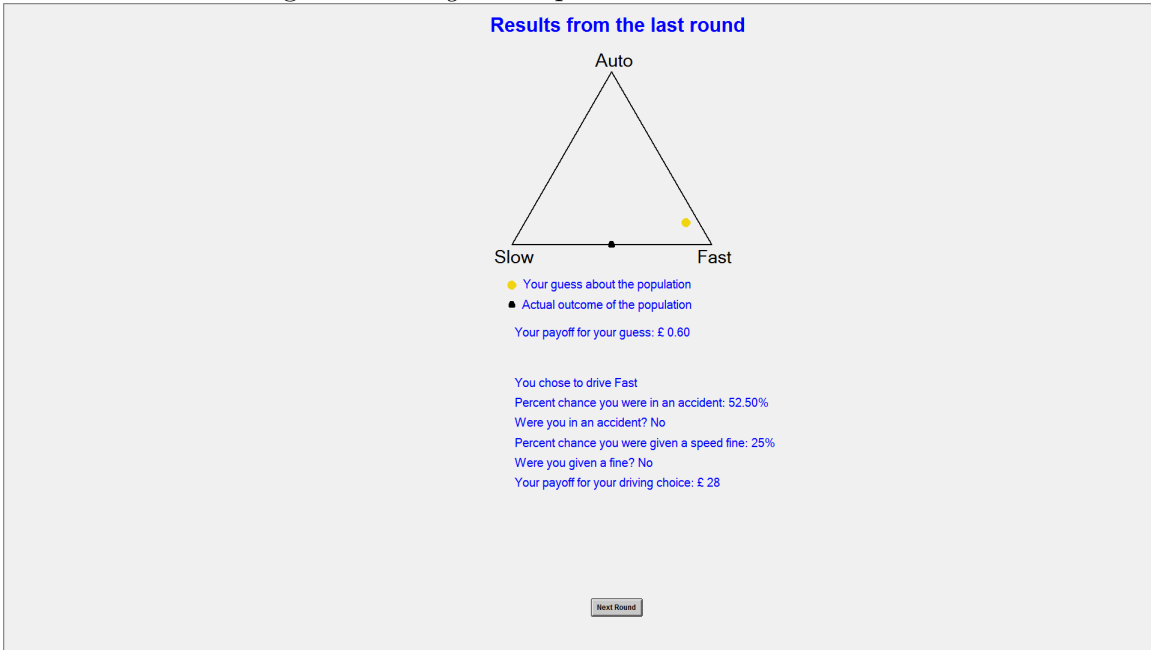 Results from the last round
Auto
Slow
Fast
Your guess about the population
Actual outcome of the population
Your payoff for your guess: £ 0.60
You chose to drive Fast
Percent chance you were in an accident: 52.50%
Were you in an accident? No
Percent chance you were given a speed fine: 25%
Were you given a fine? No
Your payoff for your driving choice: £ 28
Next Round